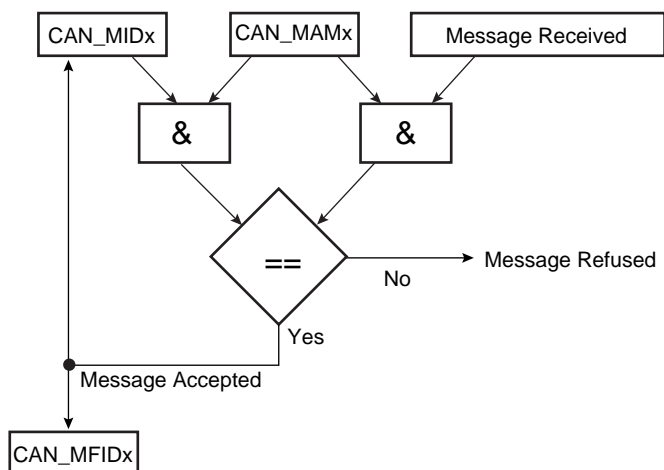 CAN_MIDx
CAN_MAMx
Message Received
&
&
==
No
Message Refused
Yes
Message Accepted
CAN_MFIDx